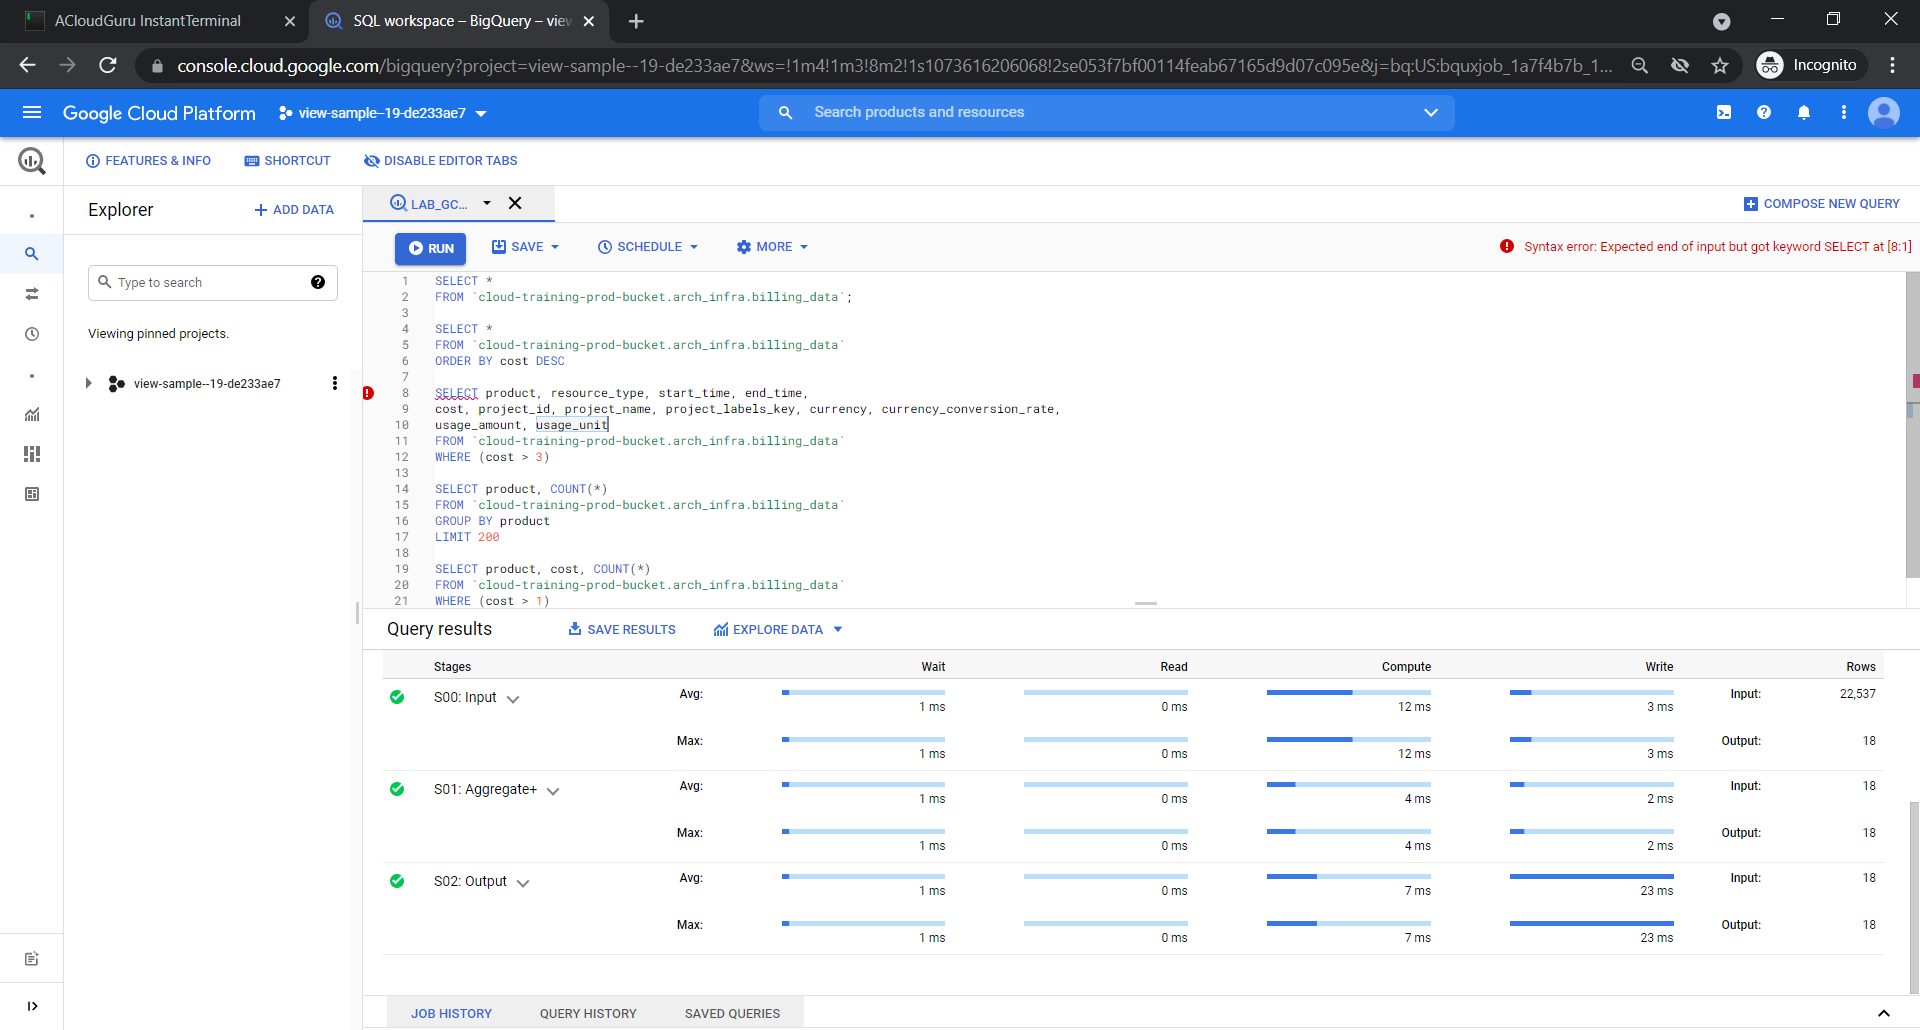 ACloudGuru InstantTerminal
SQL workspace – BigQuery – view
console.cloud.google.com/bigquery?project=view-sample--19-de233ae7&ws=!1m4!1m3!8m2!1s1073616206068!2se053f7bf00114feab67165d9d07c095e&j=bq:US:bquxjob_1a7f4b7b_1...
Incognito
Google Cloud Platform
view-sample--19-de233ae7
Search products and resources
FEATURES & INFO
SHORTCUT
DISABLE EDITOR TABS
Explorer
ADD DATA
LAB_GC...
COMPOSE NEW QUERY
RUN
SAVE
SCHEDULE
MORE
Syntax error: Expected end of input but got keyword SELECT at [8:1]
Type to search
Viewing pinned projects.
view-sample--19-de233ae7
1 SELECT *
2 FROM `cloud-training-prod-bucket.arch_infra.billing_data`;
3
4 SELECT *
5 FROM `cloud-training-prod-bucket.arch_infra.billing_data`
6 ORDER BY cost DESC
7
8 SELECT product, resource_type, start_time, end_time,
9 cost, project_id, project_name, project_labels_key, currency, currency_conversion_rate,
10 usage_amount, usage_unit
11 FROM `cloud-training-prod-bucket.arch_infra.billing_data`
12 WHERE (cost > 3)
13
14 SELECT product, COUNT(*)
15 FROM `cloud-training-prod-bucket.arch_infra.billing_data`
16 GROUP BY product
17 LIMIT 200
18
19 SELECT product, cost, COUNT(*)
20 FROM `cloud-training-prod-bucket.arch_infra.billing_data`
21 WHERE (cost > 1)
Query results
SAVE RESULTS
EXPLORE DATA
Stages Wait Read Compute Write Rows
S00: Input
Avg: 1 ms 0 ms 12 ms 3 ms Input: 22,537
Max: 1 ms 0 ms 12 ms 3 ms Output: 18
S01: Aggregate+
Avg: 1 ms 0 ms 4 ms 2 ms Input: 18
Max: 1 ms 0 ms 4 ms 2 ms Output: 18
S02: Output
Avg: 1 ms 0 ms 7 ms 23 ms Input: 18
Max: 1 ms 0 ms 7 ms 23 ms Output: 18
JOB HISTORY
QUERY HISTORY
SAVED QUERIES